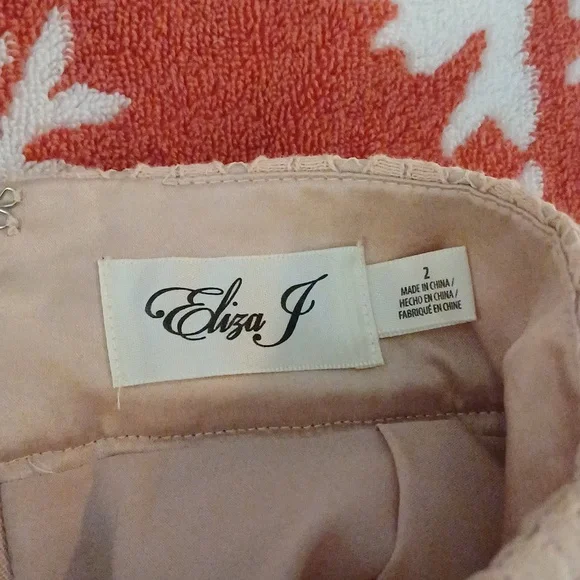 Eliza J
2
MADE IN CHINA /
HECHO EN CHINA /
FABRIQUÉ EN CHINE